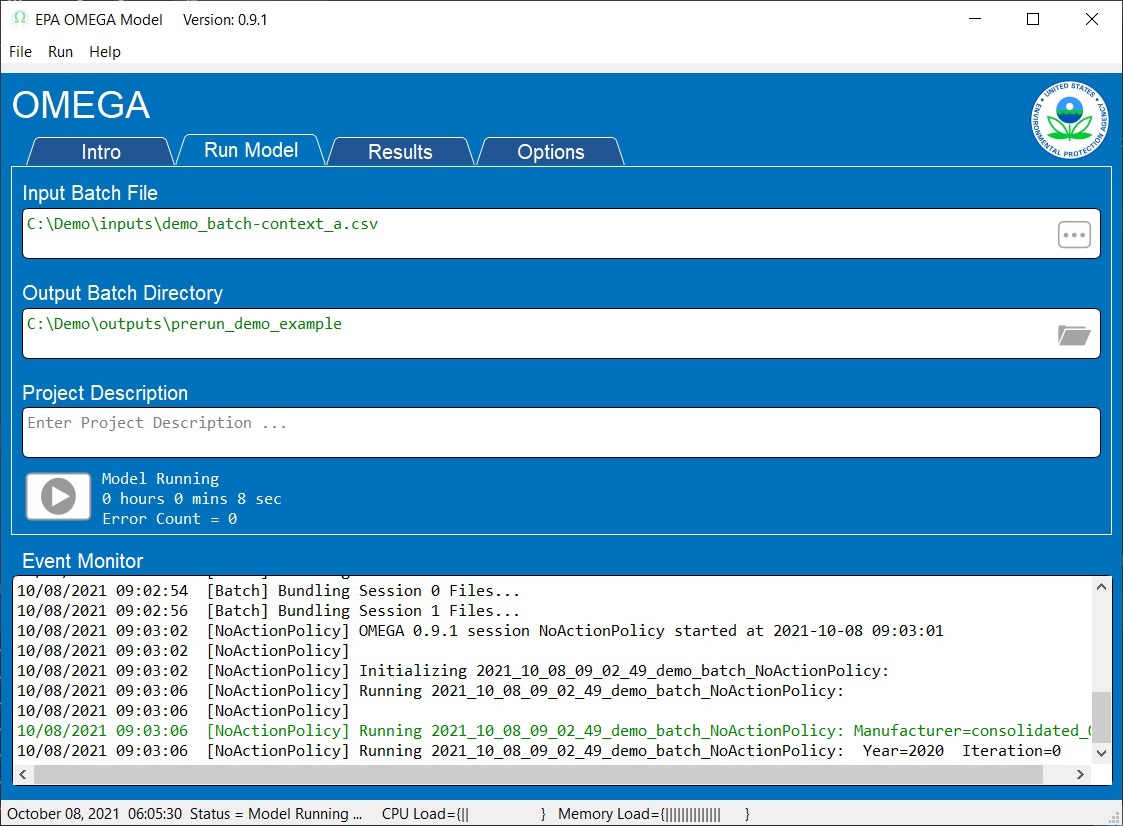 EPA OMEGA Model Version: 0.9.1
File Run Help
OMEGA
UNITED STATES ENVIRONMENTAL PROTECTION AGENCY
Intro Run Model Results Options
Input Batch File
C:\Demo\inputs\demo_batch-context_a.csv
Output Batch Directory
C:\Demo\outputs\prerun_demo_example
Project Description
Enter Project Description ...
Model Running
0 hours 0 mins 8 sec
Error Count = 0
Event Monitor
10/08/2021 09:02:54 [Batch] Bundling Session 0 Files...
10/08/2021 09:02:56 [Batch] Bundling Session 1 Files...
10/08/2021 09:03:02 [NoActionPolicy] OMEGA 0.9.1 session NoActionPolicy started at 2021-10-08 09:03:01
10/08/2021 09:03:02 [NoActionPolicy]
10/08/2021 09:03:02 [NoActionPolicy] Initializing 2021_10_08_09_02_49_demo_batch_NoActionPolicy:
10/08/2021 09:03:06 [NoActionPolicy] Running 2021_10_08_09_02_49_demo_batch_NoActionPolicy:
10/08/2021 09:03:06 [NoActionPolicy]
10/08/2021 09:03:06 [NoActionPolicy] Running 2021_10_08_09_02_49_demo_batch_NoActionPolicy: Manufacturer=consolidated_
10/08/2021 09:03:06 [NoActionPolicy] Running 2021_10_08_09_02_49_demo_batch_NoActionPolicy: Year=2020 Iteration=0
October 08, 2021 06:05:30 Status = Model Running ... CPU Load={|| } Memory Load={||||||||||||| }